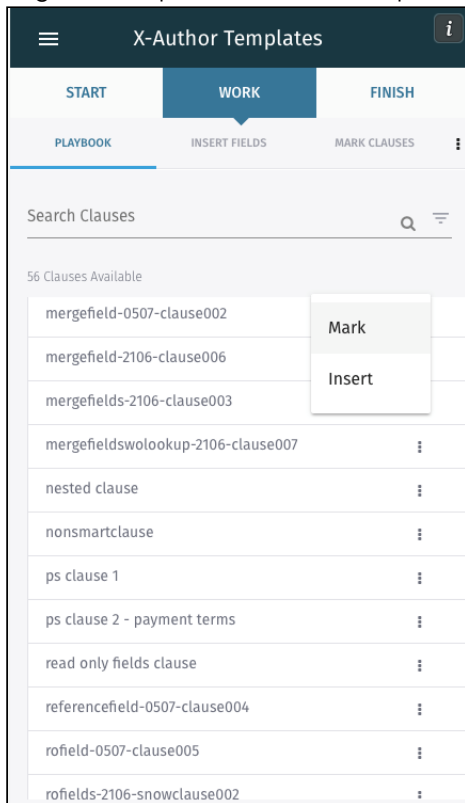 X-Author Templates
i
START WORK FINISH
PLAYBOOK INSERT FIELDS MARK CLAUSES
Search Clauses
56 Clauses Available
mergefield-0507-clause002
Mark
mergefield-2106-clause006
Insert
mergefields-2106-clause003
mergefieldswolookup-2106-clause007
nested clause
nonsmartclause
ps clause 1
ps clause 2 - payment terms
read only fields clause
referencefield-0507-clause004
rofield-0507-clause005
rofields-2106-snowclause002